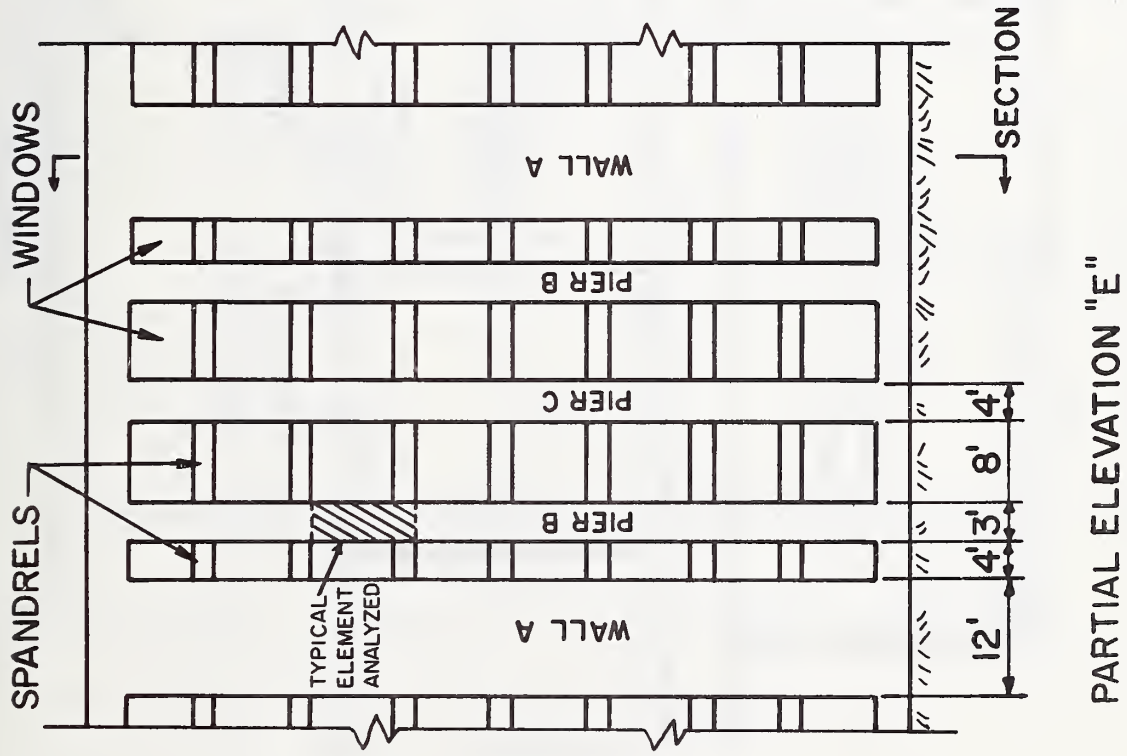 SPANDRELS
WINDOWS
TYPICAL
ELEMENT
ANALYZED
WALL A
PIER B
PIER C
PIER B
WALL A
12'
4'
3'
8'
4'
SECTION
PARTIAL ELEVATION "E"